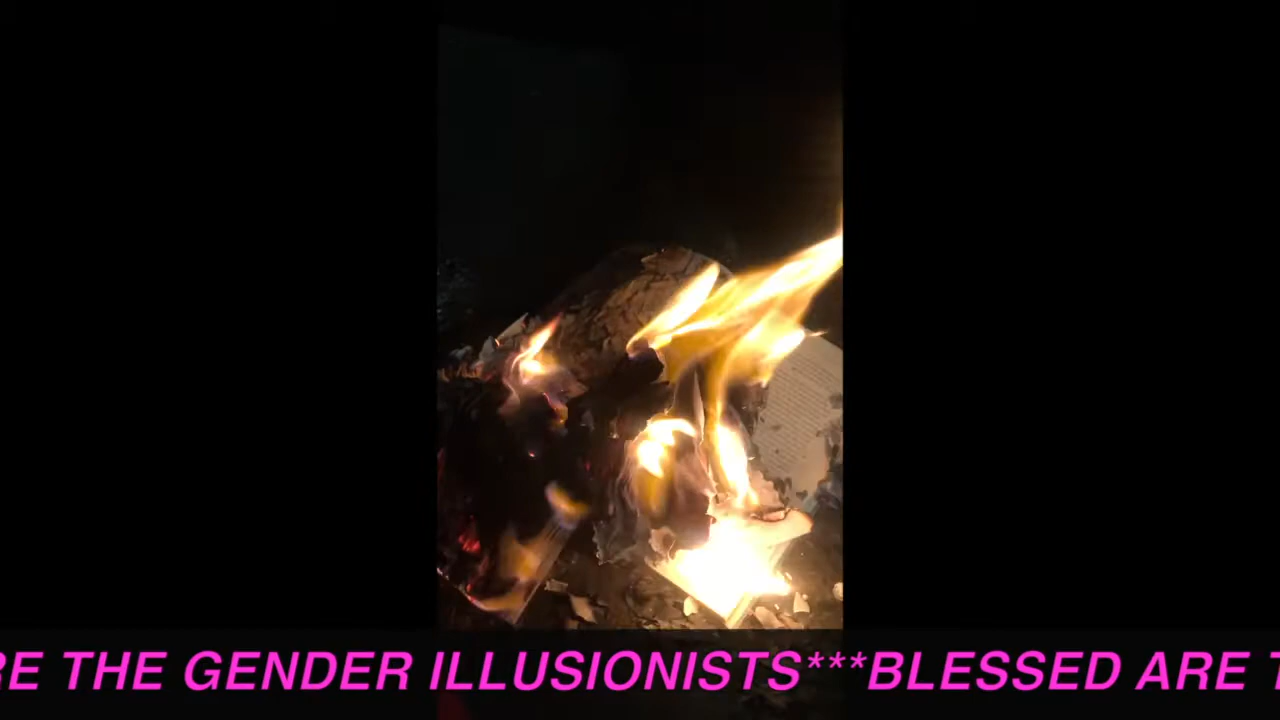 RE THE GENDER ILLUSIONISTS***BLESSED ARE T